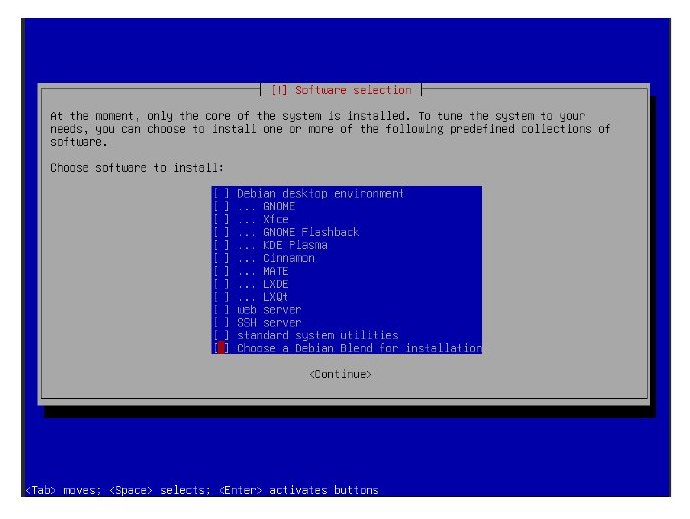 [!] Software selection
At the moment, only the core of the system is installed. To tune the system to your
needs, you can choose to install one or more of the following predefined collections of
software.
Choose software to install:
[ ] Debian desktop environment
[ ] ... GNOME
[ ] ... Xfce
[ ] ... GNOME Flashback
[ ] ... KDE Plasma
[ ] ... Cinnamon
[ ] ... MATE
[ ] ... LXDE
[ ] ... LXQt
[ ] web server
[ ] SSH server
[ ] standard system utilities
[ ] Choose a Debian Blend for installation
<Continue>
<Tab> moves; <Space> selects; <Enter> activates buttons